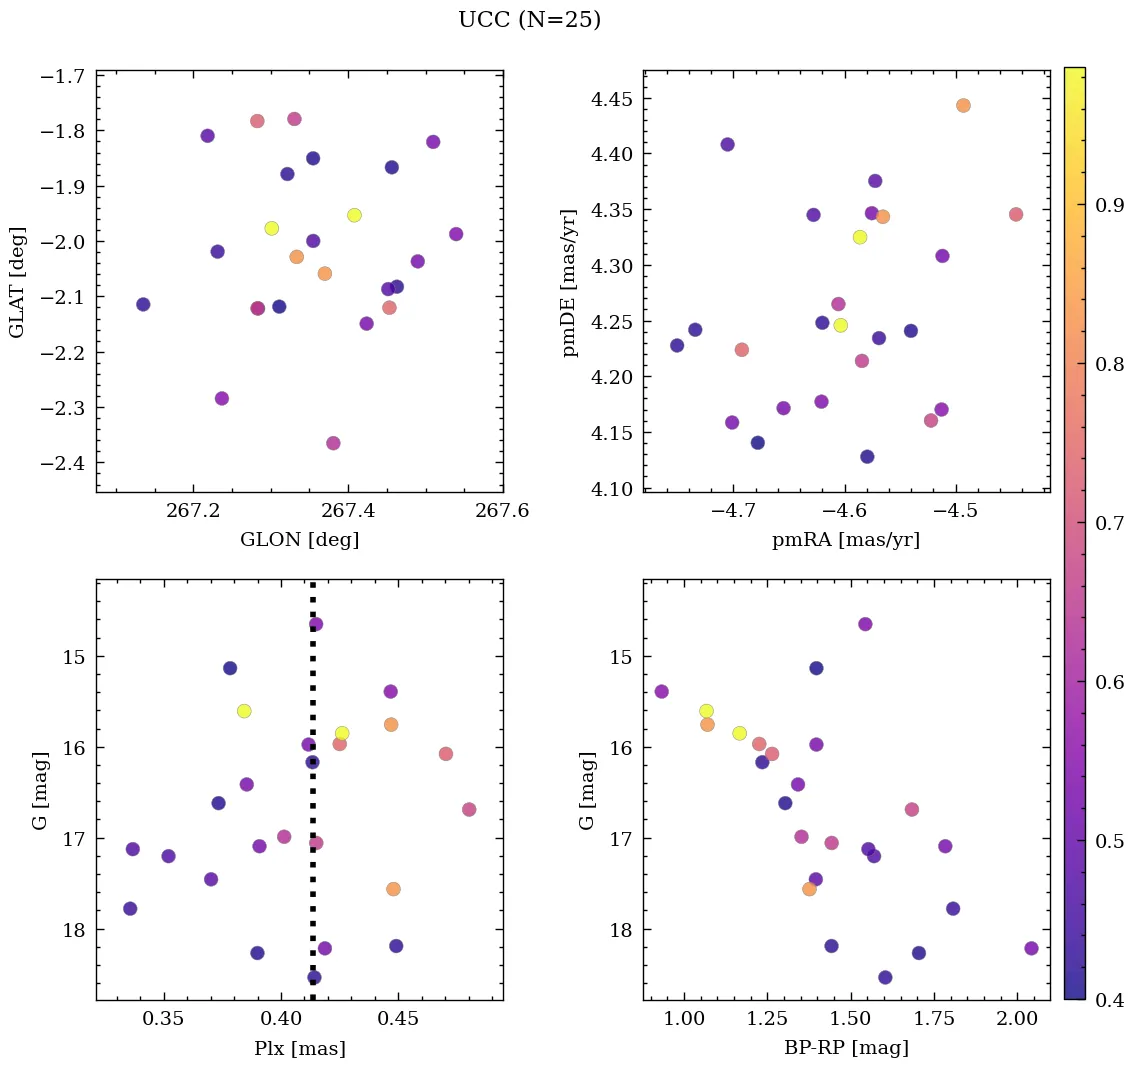 UCC (N=25)
−1.7
−1.8
−1.9
−2.0
−2.1
−2.2
−2.3
−2.4
GLAT [deg]
267.2 267.4 267.6
GLON [deg]
4.45
4.40
4.35
4.30
4.25
4.20
4.15
4.10
pmDE [mas/yr]
−4.7 −4.6 −4.5
pmRA [mas/yr]
15
16
17
18
G [mag]
0.35 0.40 0.45
Plx [mas]
15
16
17
18
G [mag]
1.00 1.25 1.50 1.75 2.00
BP-RP [mag]
0.9
0.8
0.7
0.6
0.5
0.4